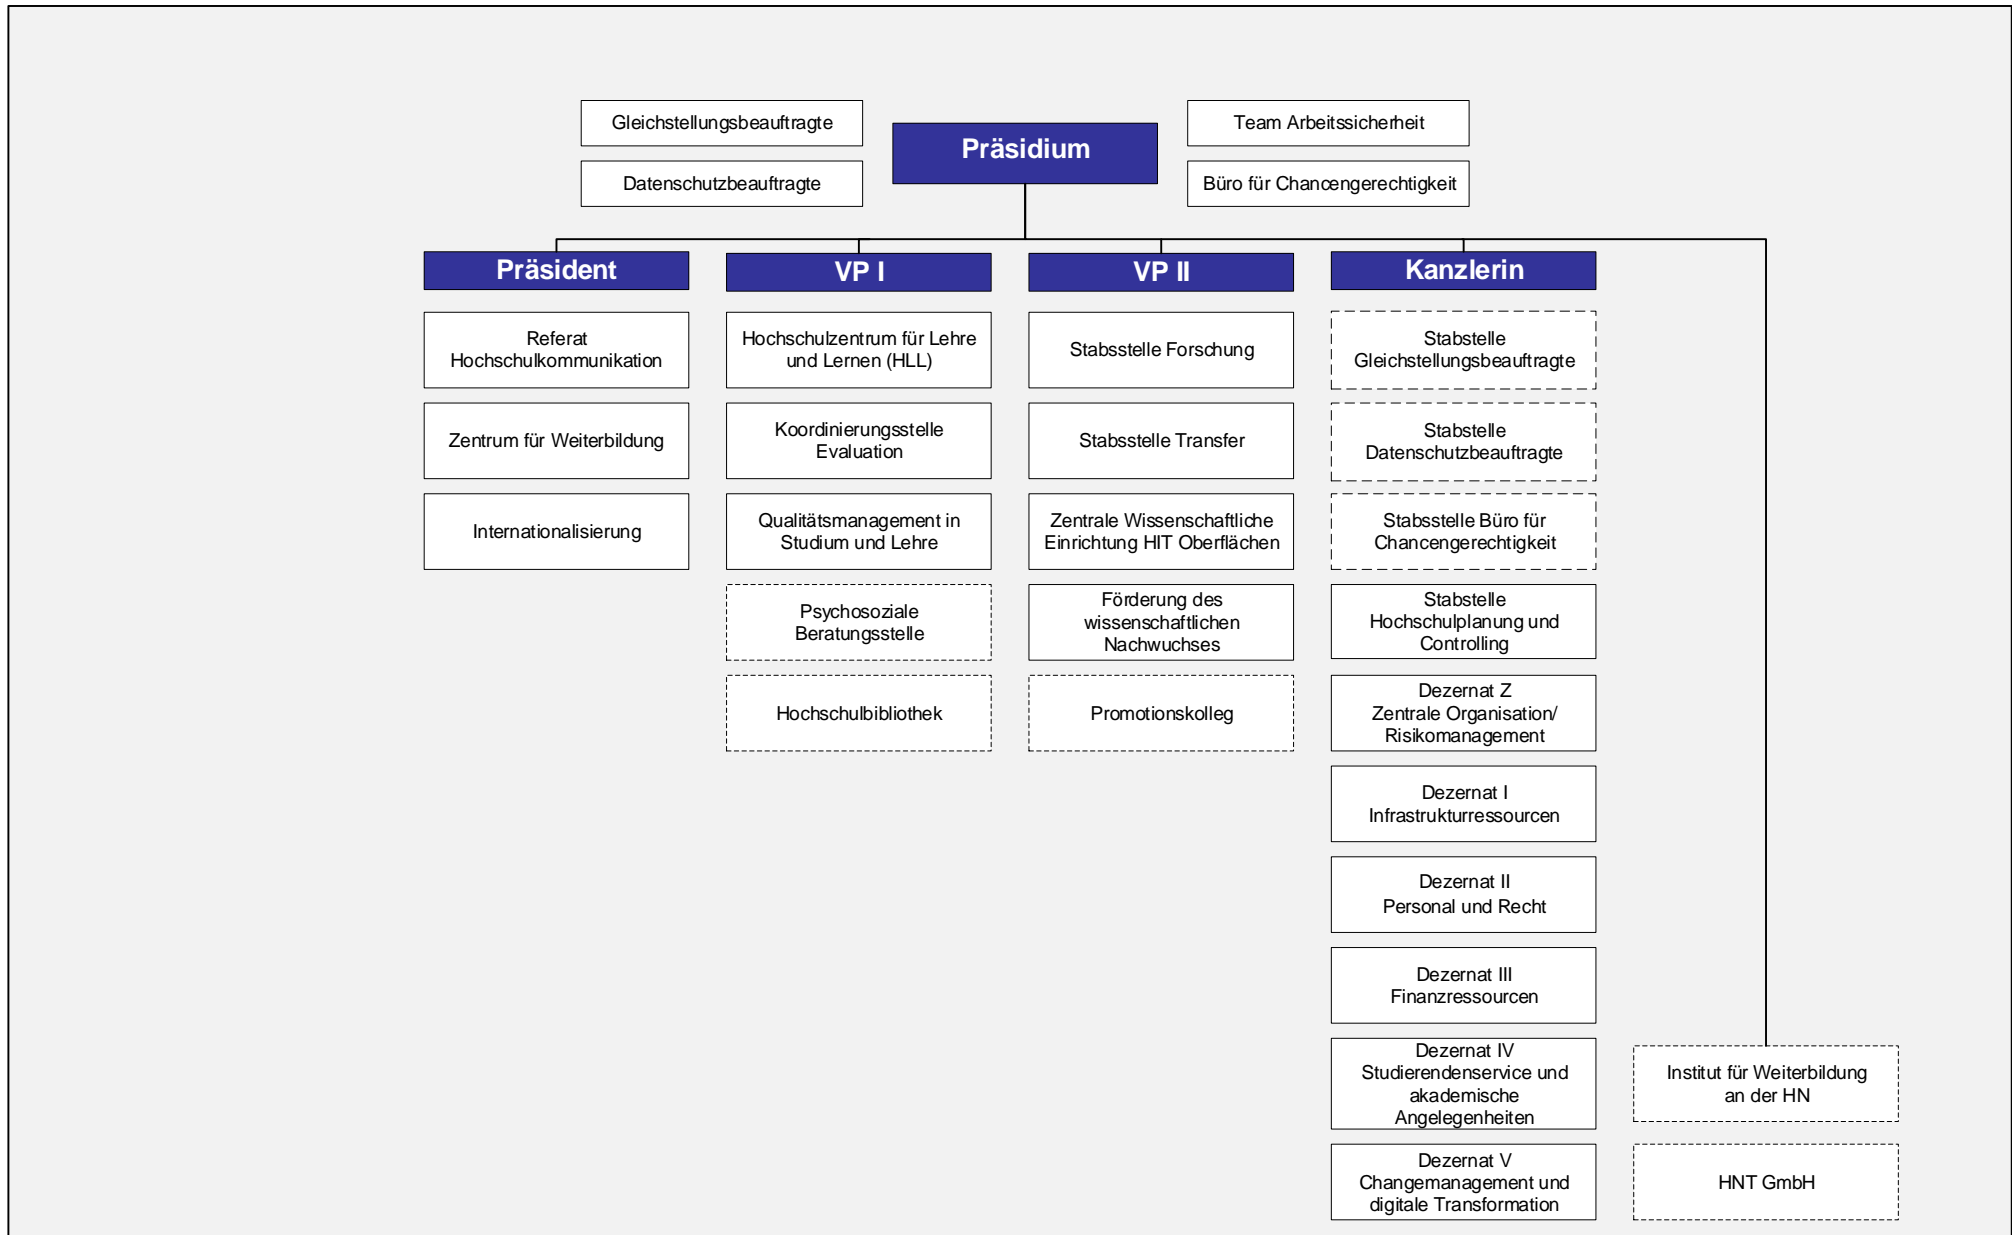 Gleichstellungsbeauftragte
Datenschutzbeauftragte
Präsidium
Team Arbeitssicherheit
Büro für Chancengerechtigkeit
Präsident
Referat
Hochschulkommunikation
Zentrum für Weiterbildung
Internationalisierung
VP I
Hochschulzentrum für Lehre
und Lernen (HLL)
Koordinierungsstelle
Evaluation
Qualitätsmanagement in
Studium und Lehre
Psychosoziale
Beratungsstelle
Hochschulbibliothek
VP II
Stabsstelle Forschung
Stabsstelle Transfer
Zentrale Wissenschaftliche
Einrichtung HIT Oberflächen
Förderung des
wissenschaftlichen
Nachwuchses
Promotionskolleg
Kanzlerin
Stabstelle
Gleichstellungsbeauftragte
Stabstelle
Datenschutzbeauftragte
Stabsstelle Büro für
Chancengerechtigkeit
Stabstelle
Hochschulplanung und
Controlling
Dezernat Z
Zentrale Organisation/
Risikomanagement
Dezernat I
Infrastrukturressourcen
Dezernat II
Personal und Recht
Dezernat III
Finanzressourcen
Dezernat IV
Studierendenservice und
akademische
Angelegenheiten
Dezernat V
Changemanagement und
digitale Transformation
Institut für Weiterbildung
an der HN
HNT GmbH